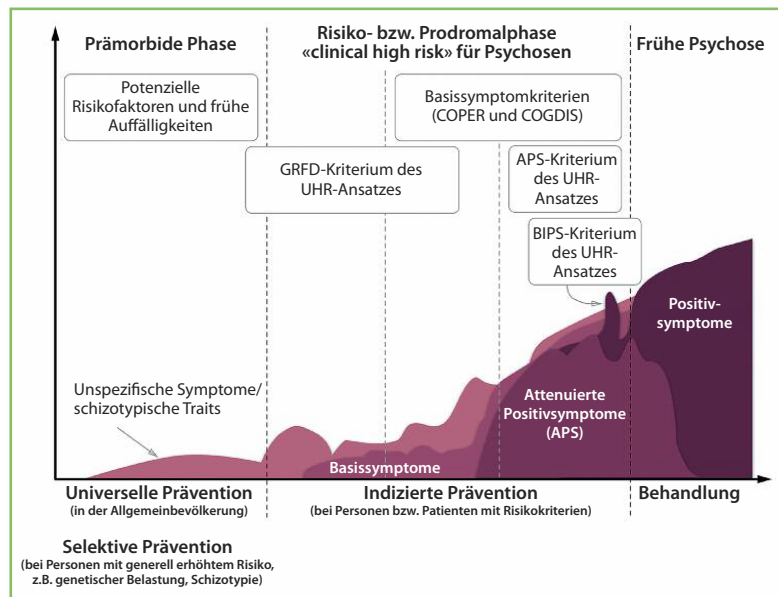 Prämorbide Phase
Risiko- bzw. Prodromalphase
«clinical high risk» für Psychosen
Frühe Psychose
Potenzielle
Risikofaktoren und frühe
Auffälligkeiten
Basissymptomkriterien
(COPER und COGDIS)
GRFD-Kriterium des
UHR-Ansatzes
APS-Kriterium
des UHR-
Ansatzes
BIPS-Kriterium
des UHR-
Ansatzes
Positiv-
symptome
Unspezifische Symptome/
schizotypische Traits
Attenuierte
Positivsymptome
(APS)
Basissymptome
Universelle Prävention
(in der Allgemeinbevölkerung)
Indizierte Prävention
(bei Personen bzw. Patienten mit Risikokriterien)
Behandlung
Selektive Prävention
(bei Personen mit generell erhöhtem Risiko,
z.B. genetischer Belastung, Schizotypie)